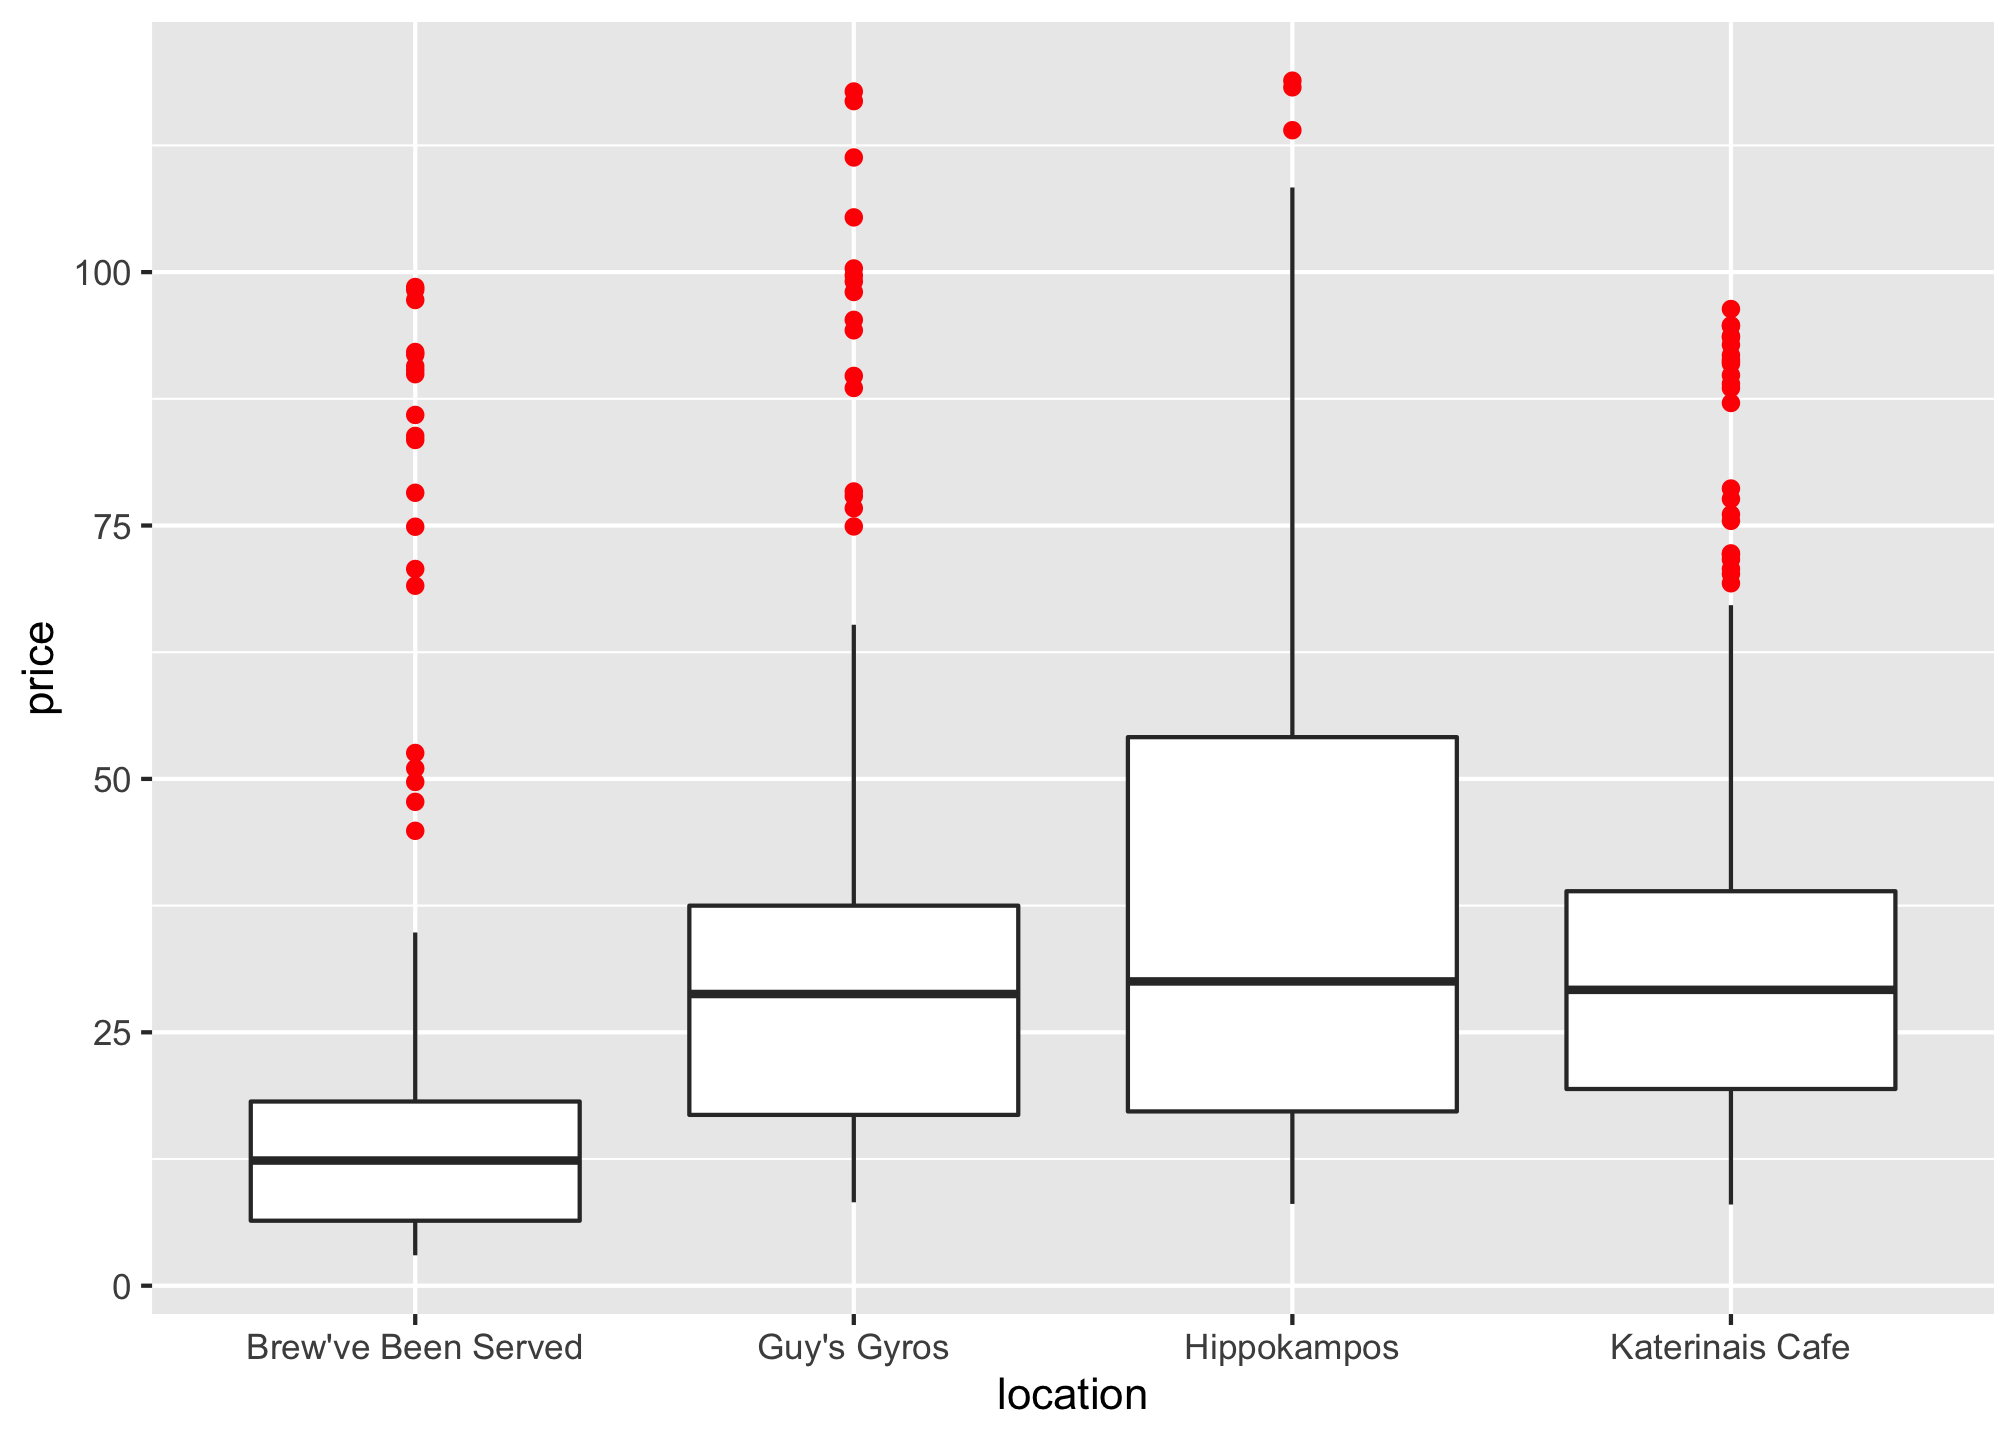 price
100
75
50
25
0
Brew've Been Served
Guy's Gyros
Hippokampos
Katerinais Cafe
location